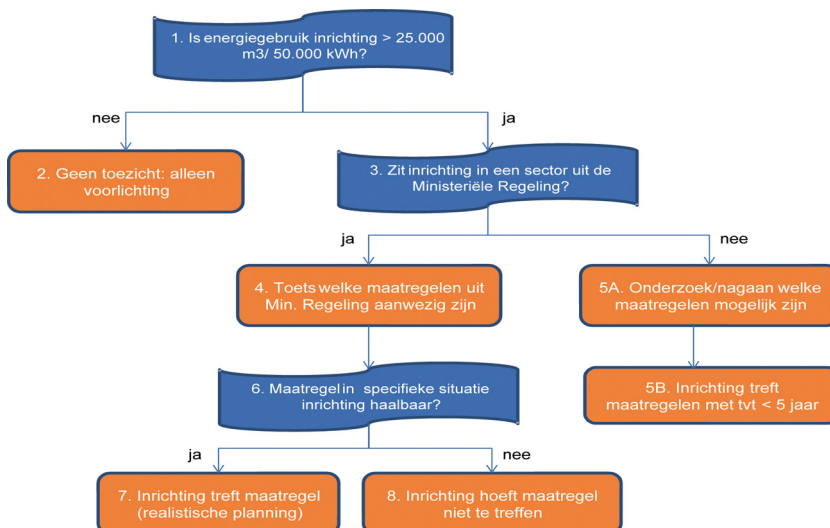 1. Is energiegebruik inrichting > 25.000
m3/ 50.000 kWh?
nee
ja
2. Geen toezicht: alleen
voorlichting
3. Zit inrichting in een sector uit de
Ministeriële Regeling?
ja
nee
4. Toets welke maatregelen uit
Min. Regeling aanwezig zijn
5A. Onderzoek/nagaan welke
maatregelen mogelijk zijn
6. Maatregel in specifieke situatie
inrichting haalbaar?
5B. Inrichting treft
maatregelen met tvt < 5 jaar
ja
nee
7. Inrichting treft maatregel
(realistische planning)
8. Inrichting hoeft maatregel
niet te treffen